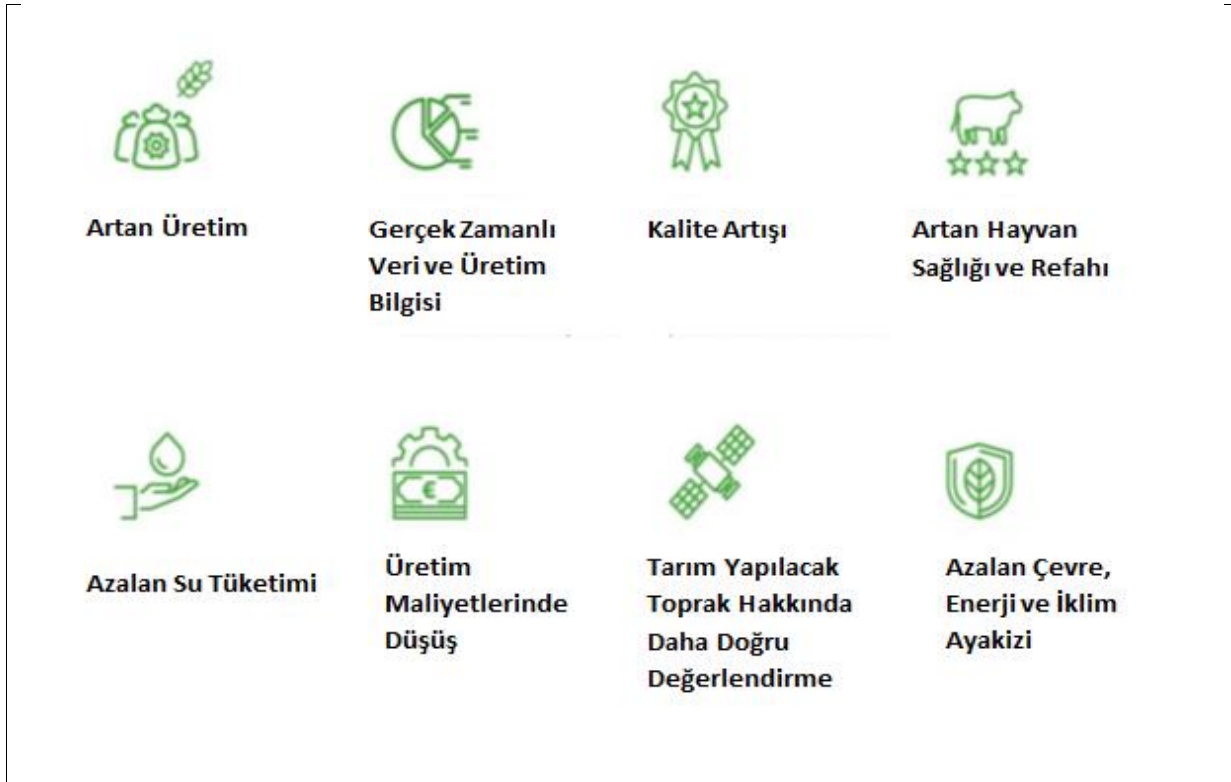 Artan Üretim
Gerçek Zamanlı
Veri ve Üretim
Bilgisi
Kalite Artışı
Artan Hayvan
Sağlığı ve Refahı
Azalan Su Tüketimi
Üretim
Maliyetlerinde
Düşüş
Tarım Yapılacak
Toprak Hakkında
Daha Doğru
Değerlendirme
Azalan Çevre,
Enerji ve İklim
Ayakizi